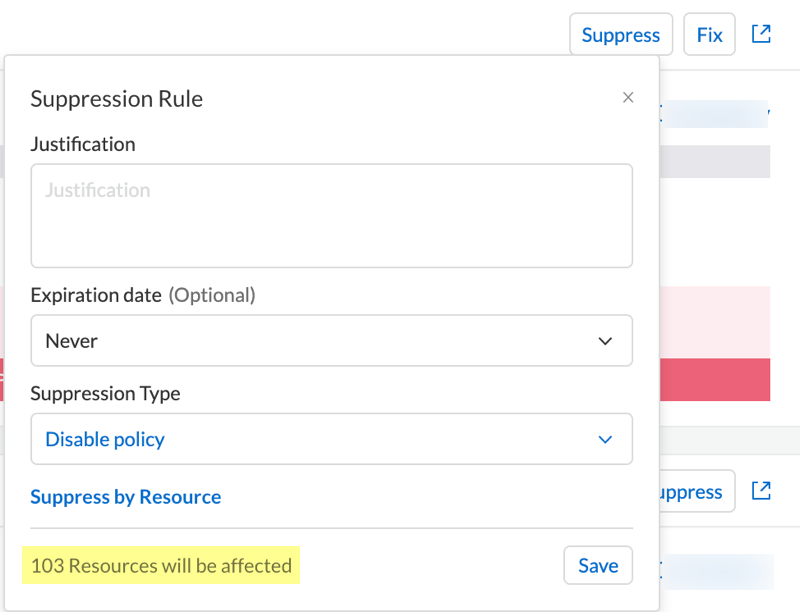 Suppress Fix
Suppression Rule
Justification
Justification
Expiration date (Optional)
Never
Suppression Type
Disable policy
Suppress by Resource
uppress
103 Resources will be affected
Save